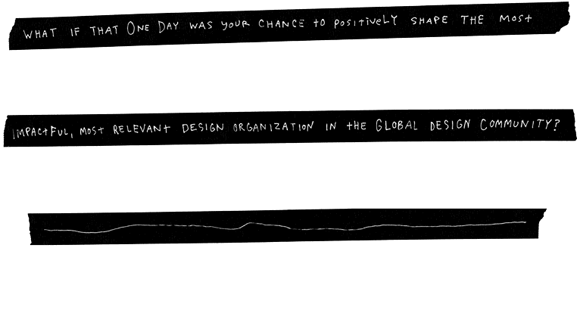 WHAT IF THAT ONE DAY WAS YOUR CHANCE to positively SHAPE THE MOST
IMPACTFUL, MOST RELEVANT DESIGN ORGANIZATION IN the GLOBAL DESIGN COMMUNITY?